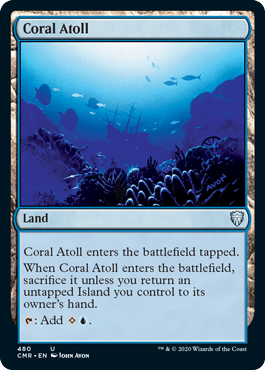 Coral Atoll
AVON
Land
Coral Atoll enters the battlefield tapped.
When Coral Atoll enters the battlefield,
sacrifice it unless you return an
untapped Island you control to its
owner's hand.
: Add .
480 U
CMR • EN JOHN AVON
™ & © 2020 Wizards of the Coast